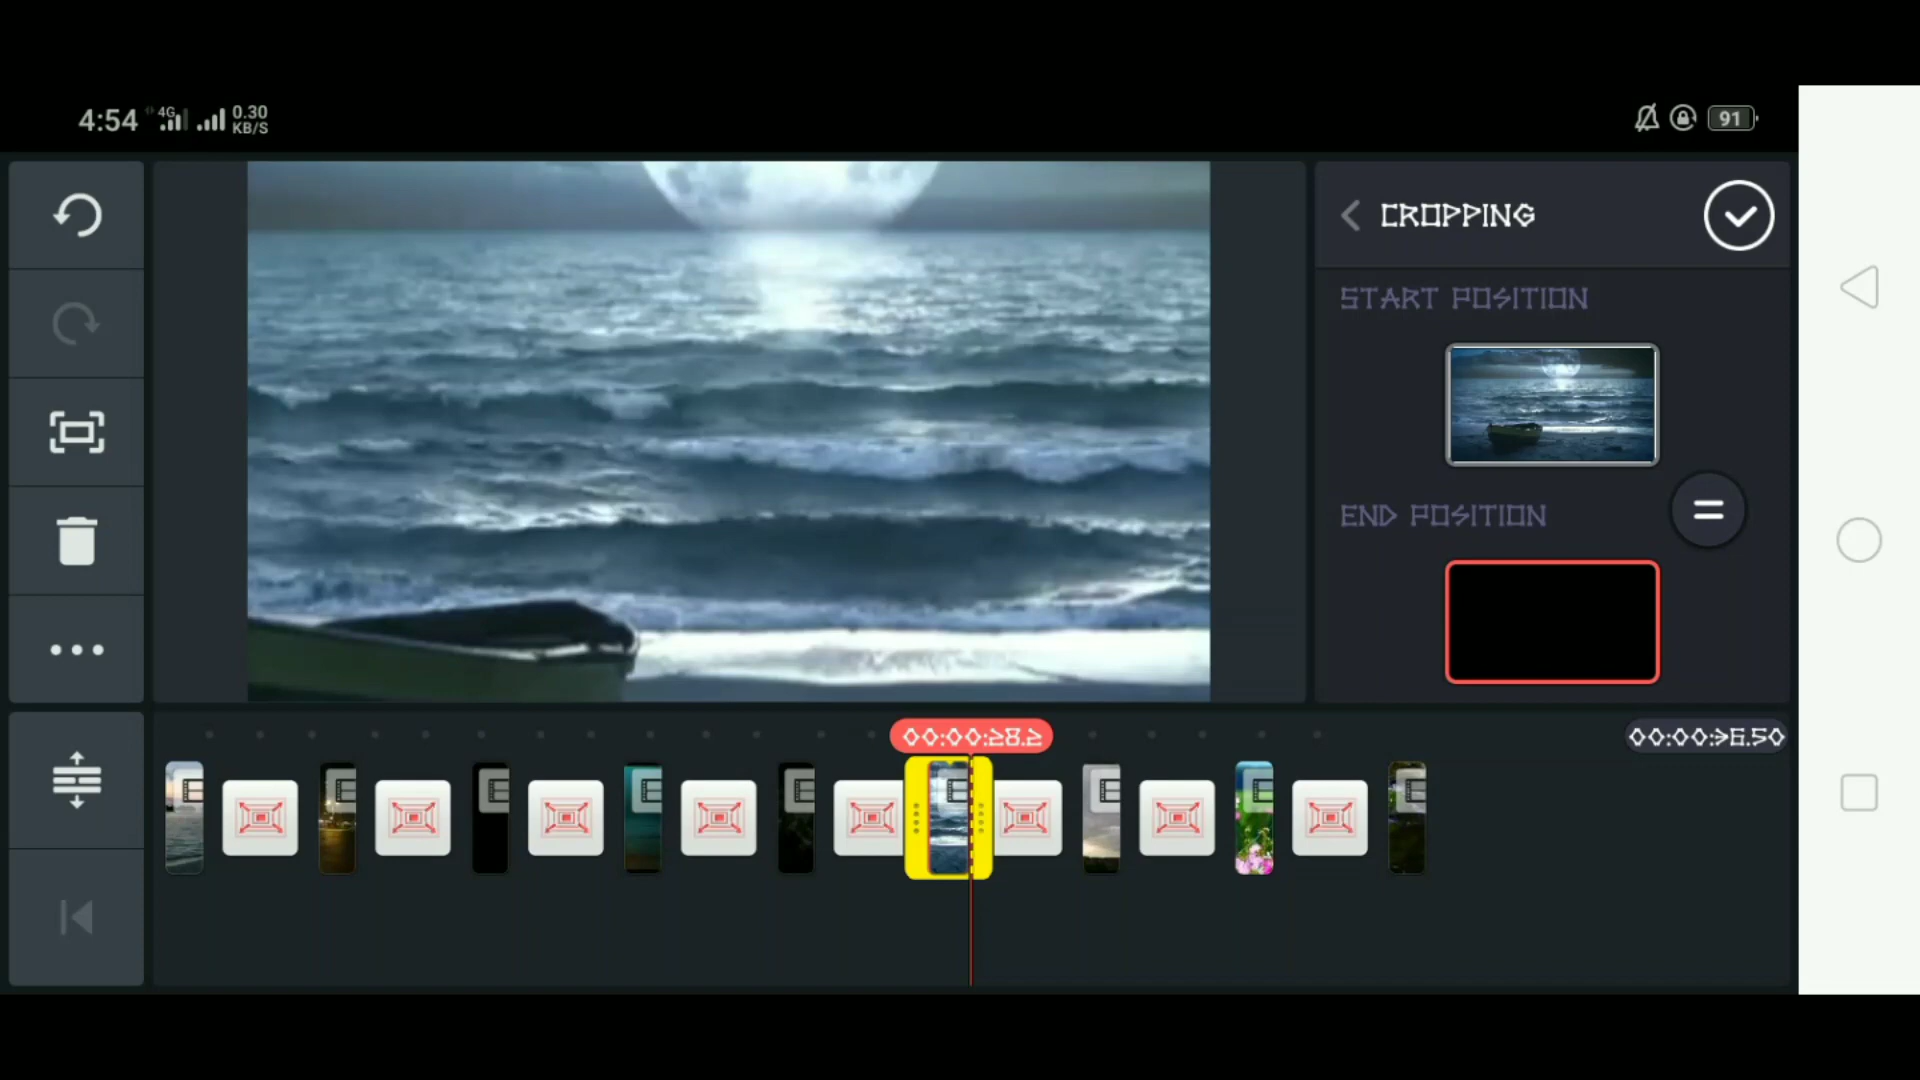 4:54 4G 0.30 KB/S 91
CROPPING
START POSITION
END POSITION
00:00:28.2
00:00:36.50